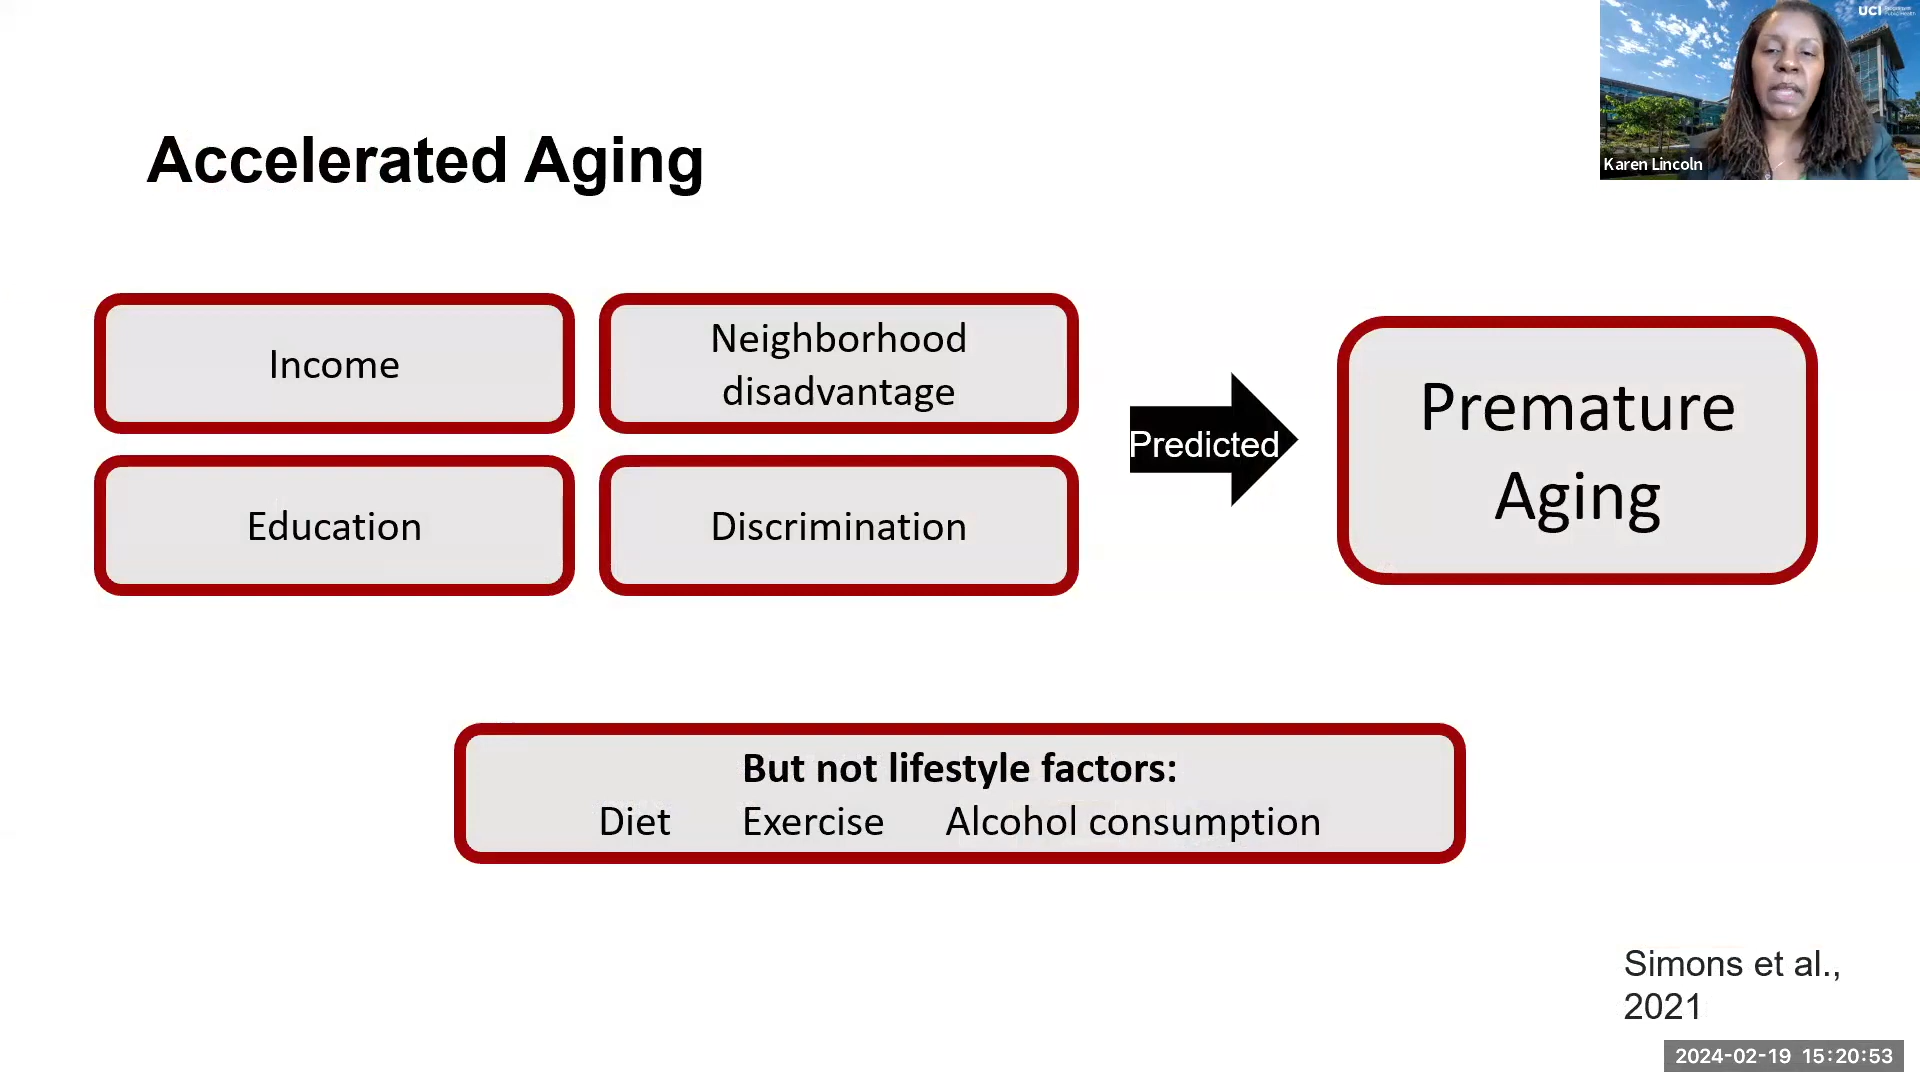 UCI
Karen Lincoln
Accelerated Aging
Income
Neighborhood
disadvantage
Education
Discrimination
Predicted
Premature
Aging
But not lifestyle factors:
Diet Exercise Alcohol consumption
Simons et al.,
2021
2024-02-19 15:20:53